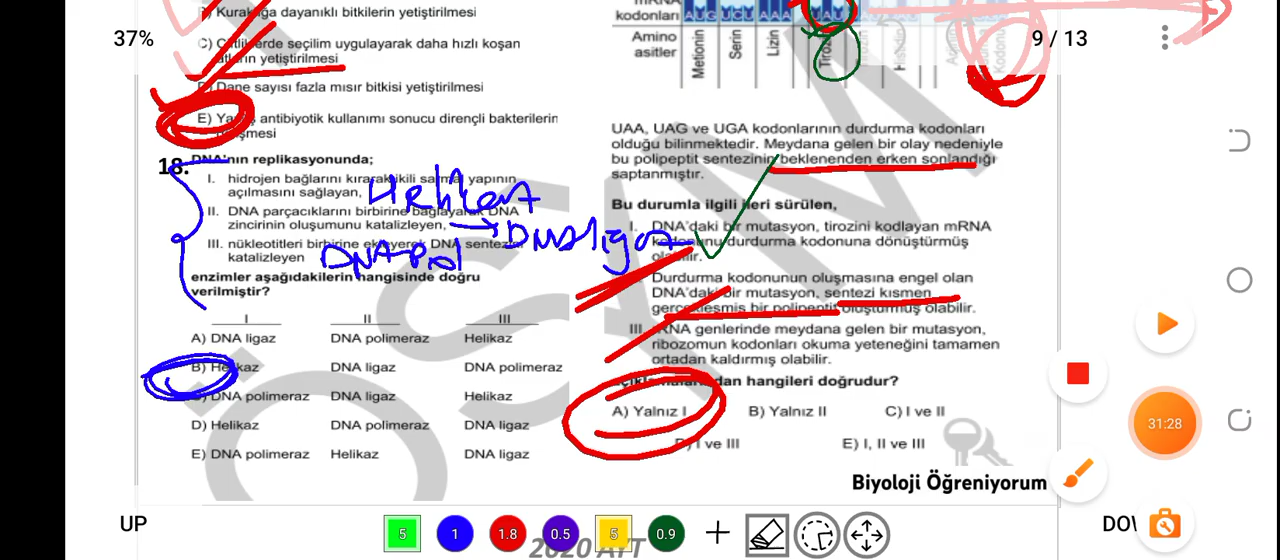 37%
9 / 13
B) Kurakığa dayanıklı bitkilerin yetiştirilmesi
C) Çitliklerde seçilim uygulayarak daha hızlı koşan
atların yetiştirilmesi
D) Dane sayısı fazla mısır bitkisi yetiştirilmesi
E) antibiyotik kullanımı sonucu dirençli bakterilerin
18. DNA'nın replikasyonunda;
I. hidrojen bağlarını kırarak ikili sarmal yapının
açılmasını sağlayan,
Helikaz
II. DNA parçacıklarını birbirine bağlayarak DNA
zincirinin oluşumunu katalizleyen,
→ DNA ligaz
III. nükleotitleri birbirine ekleyerek DNA sentezini
katalizleyen
DNA Pol
enzimler aşağıdakilerin hangisinde doğru
verilmiştir?
I II III
A) DNA ligaz DNA polimeraz Helikaz
B) Helikaz DNA ligaz DNA polimeraz
C) DNA polimeraz DNA ligaz Helikaz
D) Helikaz DNA polimeraz DNA ligaz
E) DNA polimeraz Helikaz DNA ligaz
mRNA
kodonları AUG UCU AAA UAU
Amino
asitler Metionin Serin Lizin Tirozin
UAA, UAG ve UGA kodonlarının durdurma kodonları
olduğu bilinmektedir. Meydana gelen bir olay nedeniyle
bu polipeptit sentezinin beklenenden erken sonlandığı
saptanmıştır.
Bu durumla ilgili ileri sürülen,
I. DNA'daki bir mutasyon, tirozini kodlayan mRNA
kodonunu durdurma kodonuna dönüştürmüş
olabilir.
Durdurma kodonunun oluşmasına engel olan
DNA'daki bir mutasyon, sentezi kısmen
gerçekleşmiş bir polipeptit oluşturmuş olabilir.
III. rRNA genlerinde meydana gelen bir mutasyon,
ribozomun kodonları okuma yeteneğini tamamen
ortadan kaldırmış olabilir.
açıklamalarından hangileri doğrudur?
A) Yalnız I B) Yalnız II C) I ve II
D) I ve III E) I, II ve III
Biyoloji Öğreniyorum
31:28
UP
5 1 1.8 0.5 5 0.9
2020 AYT